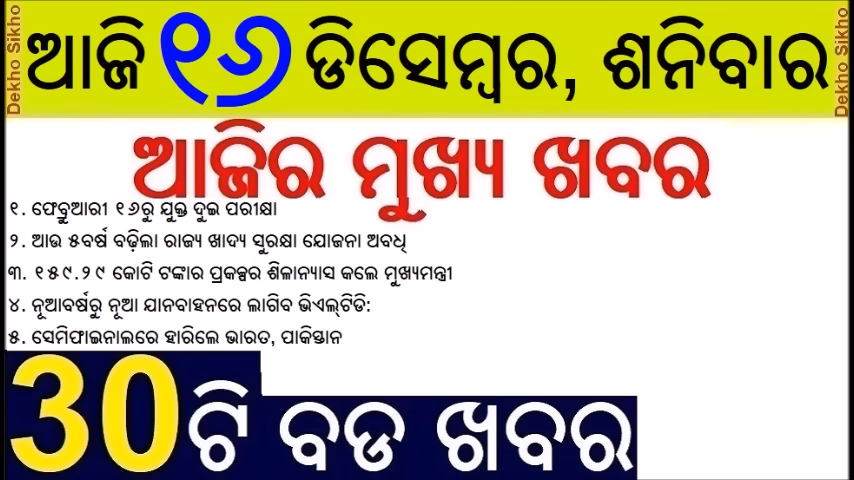 Dekho Sikho
ଆଜି ୧୬ ଡିସେମ୍ବର, ଶନିବାର
Dekho Sikho
ଆଜିର ମୁଖ୍ୟ ଖବର
୧. ଫେବ୍ରୁଆରୀ ୧୬ରୁ ଯୁକ୍ତ ଦୁଇ ପରୀକ୍ଷା
୨. ଆଉ ୫ବର୍ଷ ବଢ଼ିଲା ରାଜ୍ୟ ଖାଦ୍ୟ ସୁରକ୍ଷା ଯୋଜନା ଅବଧି
୩. ୧୫୯.୨୯ କୋଟି ଟଙ୍କାର ପ୍ରକଳ୍ପର ଶିଳାନ୍ୟାସ କଲେ ମୁଖ୍ୟମନ୍ତ୍ରୀ
୪. ନୂଆବର୍ଷରୁ ନୂଆ ଯାନବାହନରେ ଲାଗିବ ଭିଏଲ୍‌ଟିଡି:
୫. ସେମିଫାଇନାଲରେ ହାରିଲେ ଭାରତ, ପାକିସ୍ତାନ
30ଟି ବଡ ଖବର